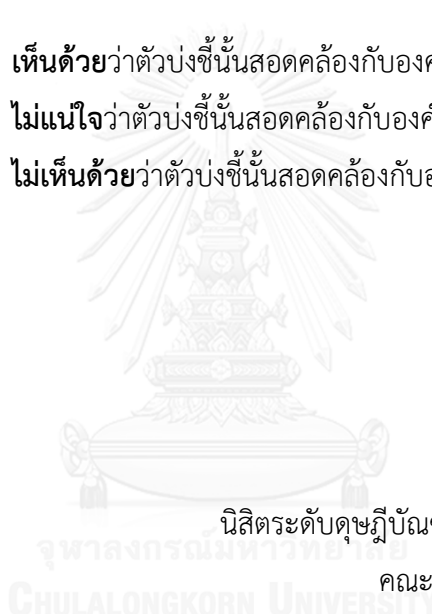 เห็นด้วยว่าตัวบ่งชี้นั้นสอดคล้องกับอง
ไม่แน่ใจว่าตัวบ่งชี้นั้นสอดคล้องกับอง
ไม่เห็นด้วยว่าตัวบ่งชี้นั้นสอดคล้องกับ
นิสิตระดับดุษฎีบัณ
จุฬาลงกรณ์มหาวิทยาลัย
คณะ
CHULALONGKORN UNIVERSITY